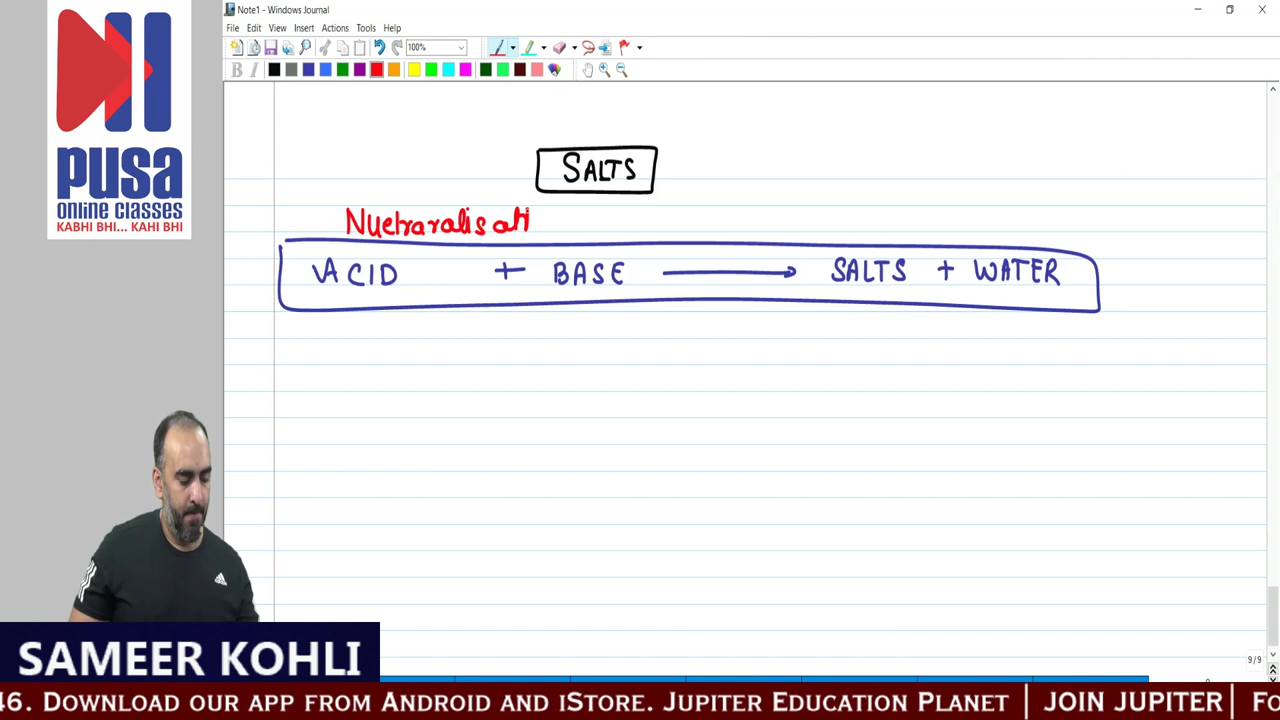 Note1 - Windows Journal
File Edit View Insert Actions Tools Help
100%
B I
PUSA
ONLINE CLASSES
KABHI BHI... KAHI BHI
SALTS
Nuetraralisati
ACID + BASE → SALTS + WATER
9/9
SAMEER KOHLI
46. DOWNLOAD OUR APP FROM ANDROID AND ISTORE. JUPITER EDUCATION PLANET | JOIN JUPITER | FO